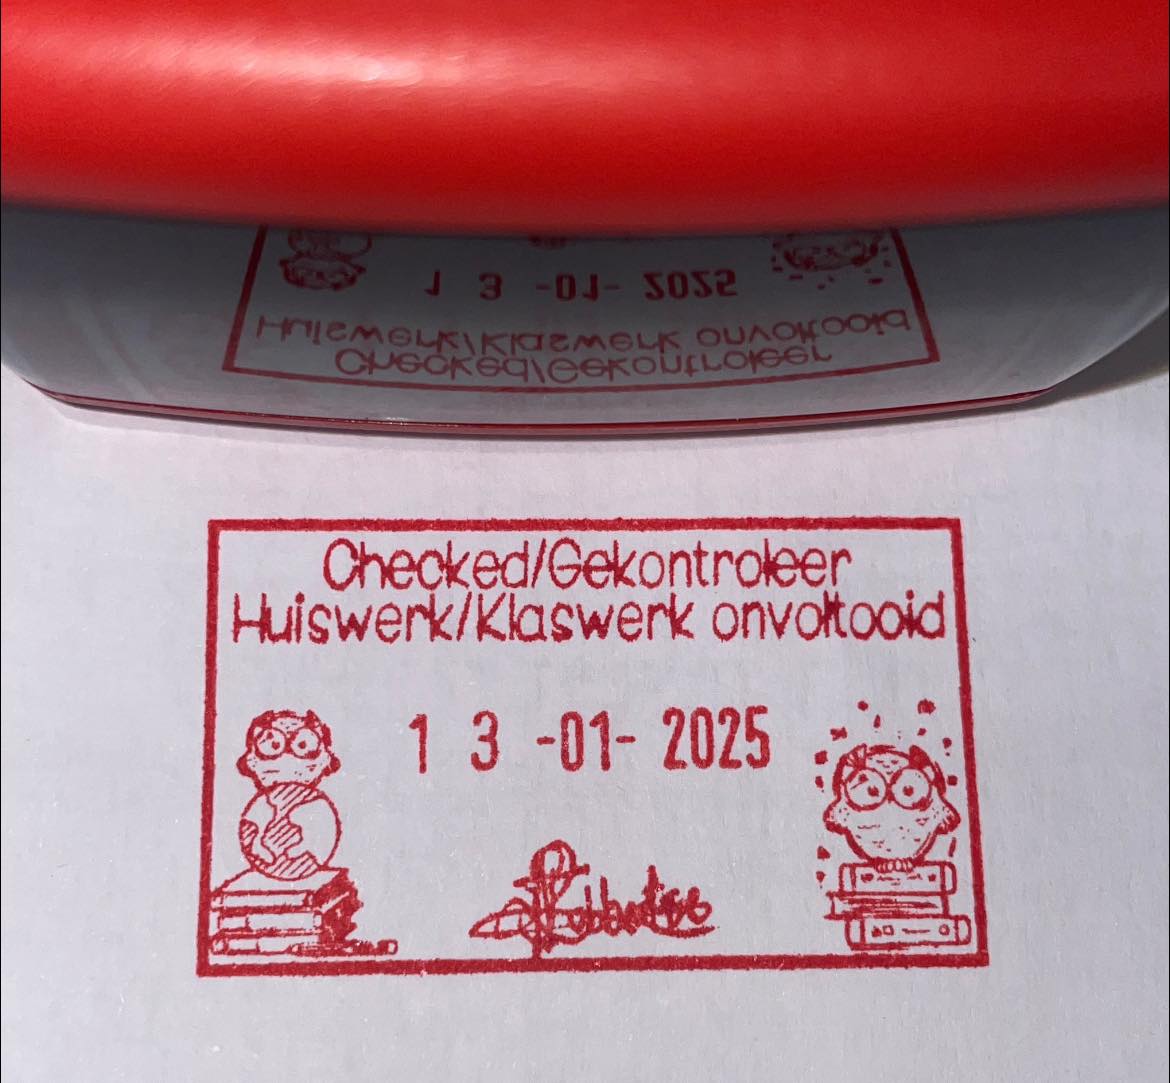 Checked/Gekontroleer
Huiswerk/Klaswerk onvoltooid
1 3 -01- 2025